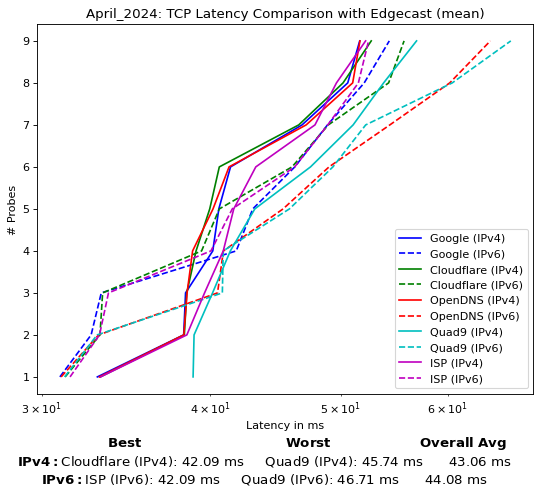 April_2024: TCP Latency Comparison with Edgecast (mean)
# Probes
9
8
7
6
5
4
3
2
1
Google (IPv4)
Google (IPv6)
Cloudflare (IPv4)
Cloudflare (IPv6)
OpenDNS (IPv4)
OpenDNS (IPv6)
Quad9 (IPv4)
Quad9 (IPv6)
ISP (IPv4)
ISP (IPv6)
3 × 10¹ 4 × 10¹ 5 × 10¹ 6 × 10¹
Latency in ms
Best Worst Overall Avg
IPv4: Cloudflare (IPv4): 42.09 ms Quad9 (IPv4): 45.74 ms 43.06 ms
IPv6: ISP (IPv6): 42.09 ms Quad9 (IPv6): 46.71 ms 44.08 ms